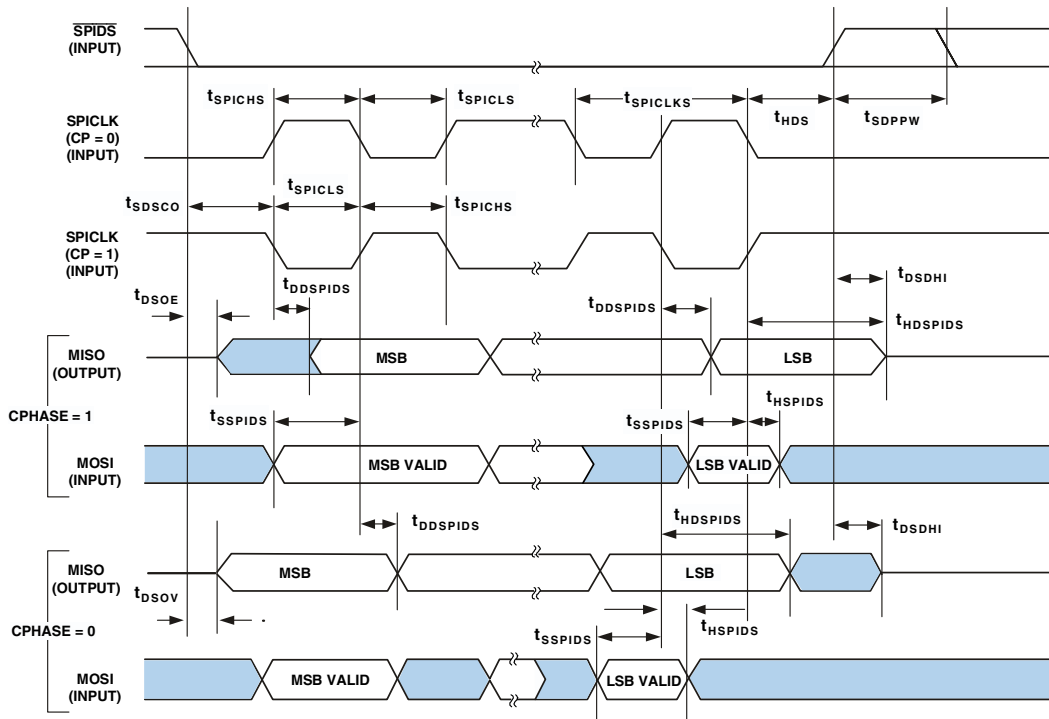 SPIDS
(INPUT)
tSPICHS
tSPICLS
tSPICLKS
tHDS
tSDPPW
SPICLK
(CP = 0)
(INPUT)
tSDSCO
tSPICLS
tSPICHS
SPICLK
(CP = 1)
(INPUT)
tDSOE
tDDSPIDS
tDDSPIDS
tDSDHI
tHDSPIDS
MISO
(OUTPUT)
MSB
LSB
CPHASE = 1
tSSPIDS
tSSPIDS
tHSPIDS
MOSI
(INPUT)
MSB VALID
LSB VALID
tDDSPIDS
tHDSPIDS
tDSDHI
MISO
(OUTPUT)
MSB
LSB
tDSOV
CPHASE = 0
tSSPIDS
tHSPIDS
MOSI
(INPUT)
MSB VALID
LSB VALID